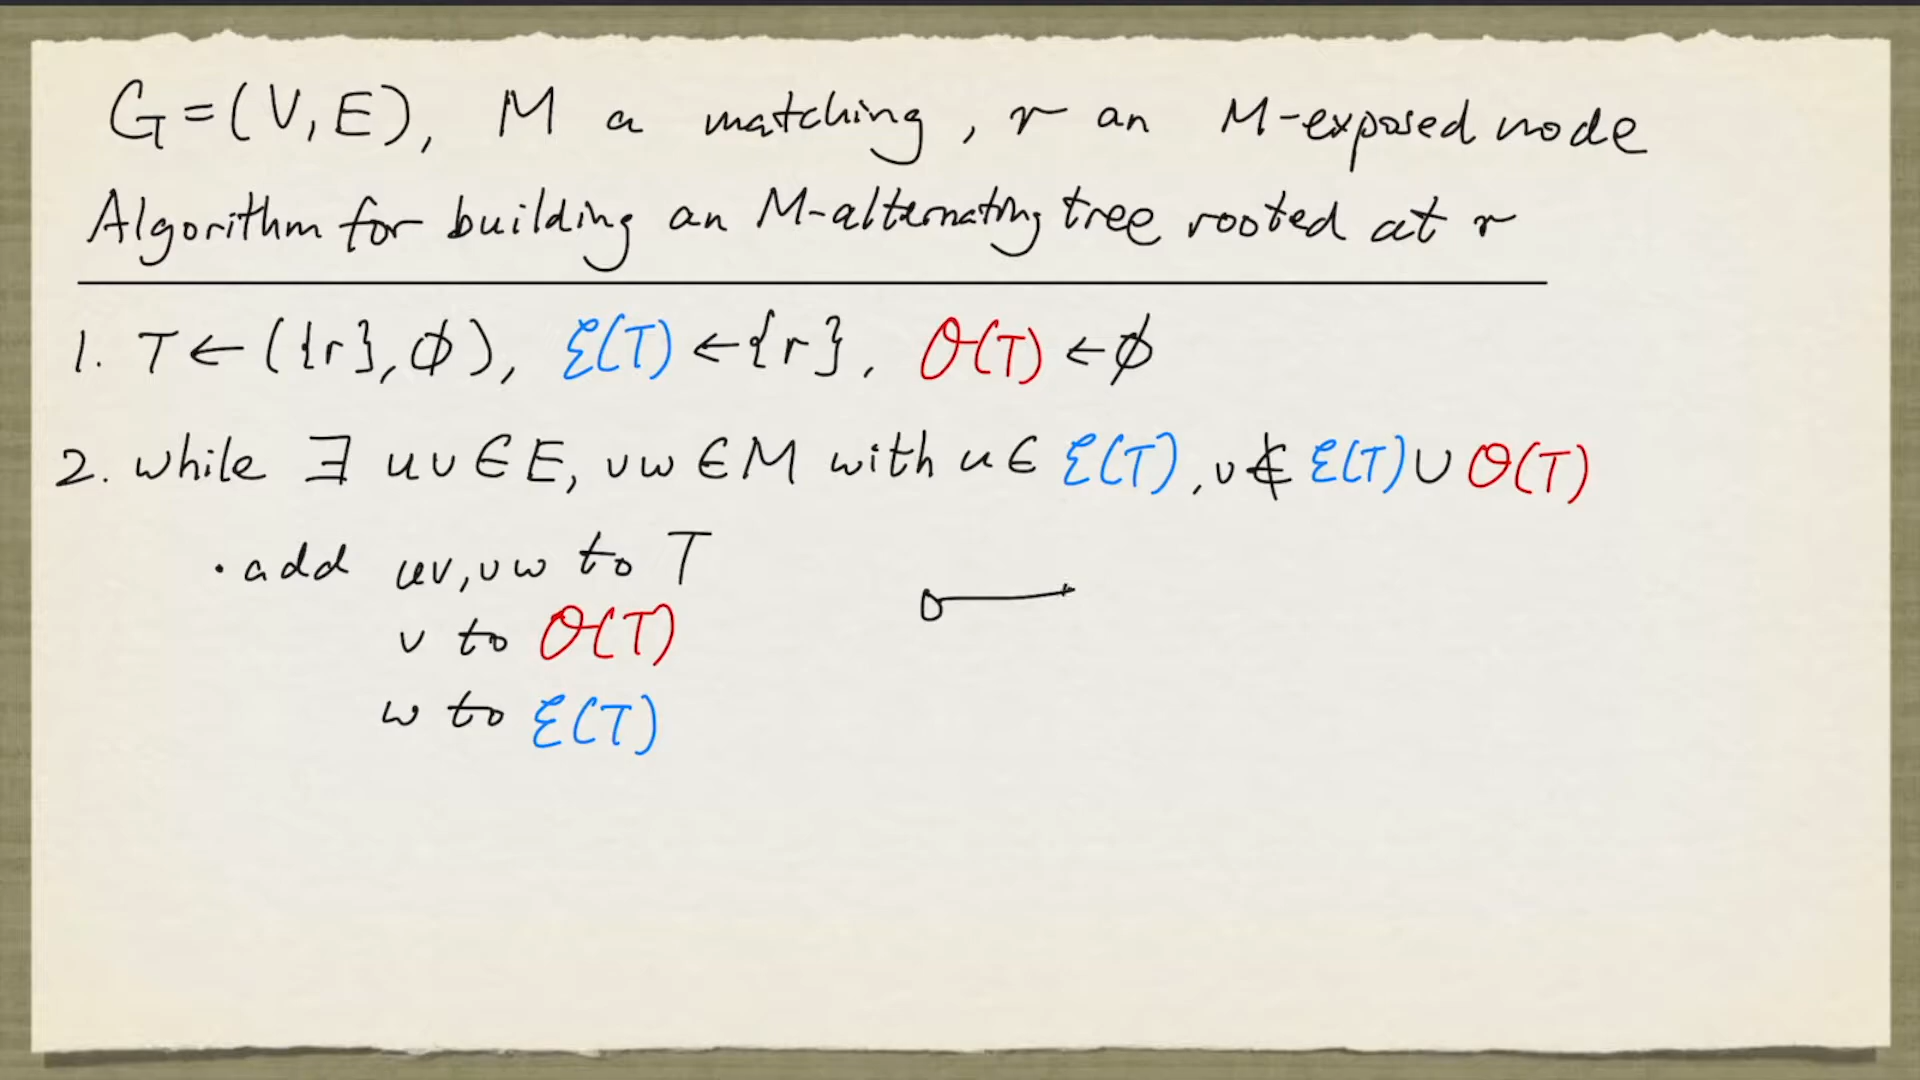 G=(V,E), M a matching, r an M-exposed node
Algorithm for building an M-alternating tree rooted at r
1. T←({r},∅), ℰ(T)←{r}, 𝒪(T)←∅
2. while ∃ uv∈E, vw∈M with u∈ ℰ(T), v∉ ℰ(T)∪𝒪(T)
• add uv,vw to T
v to 𝒪(T)
w to ℰ(T)